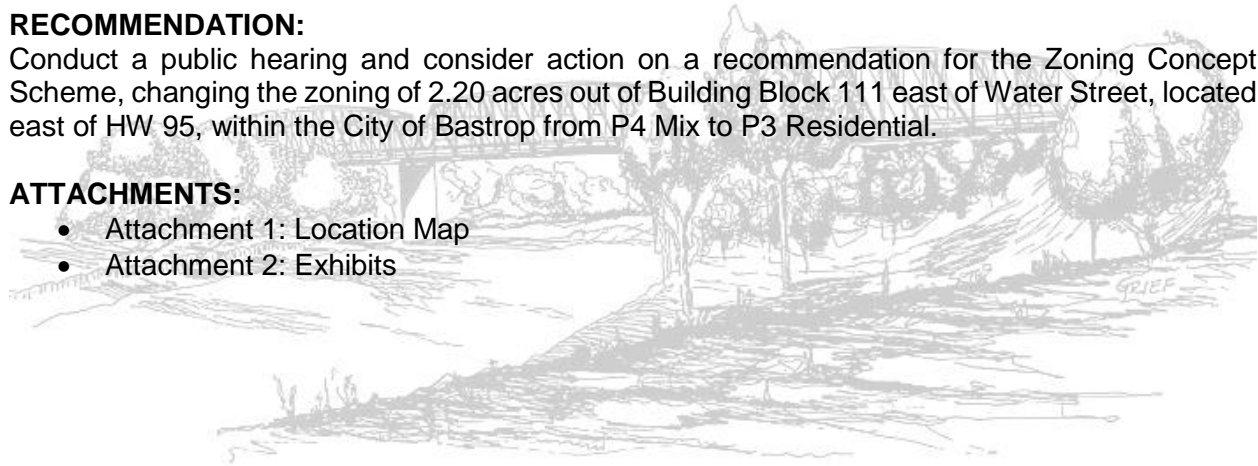 RECOMMENDATION:
Conduct a public hearing and consider action on a recommendation for the Zoning Concept
Scheme, changing the zoning of 2.20 acres out of Building Block 111 east of Water Street, located
east of HW 95, within the City of Bastrop from P4 Mix to P3 Residential.
ATTACHMENTS:
• Attachment 1: Location Map
• Attachment 2: Exhibits
GRIEF